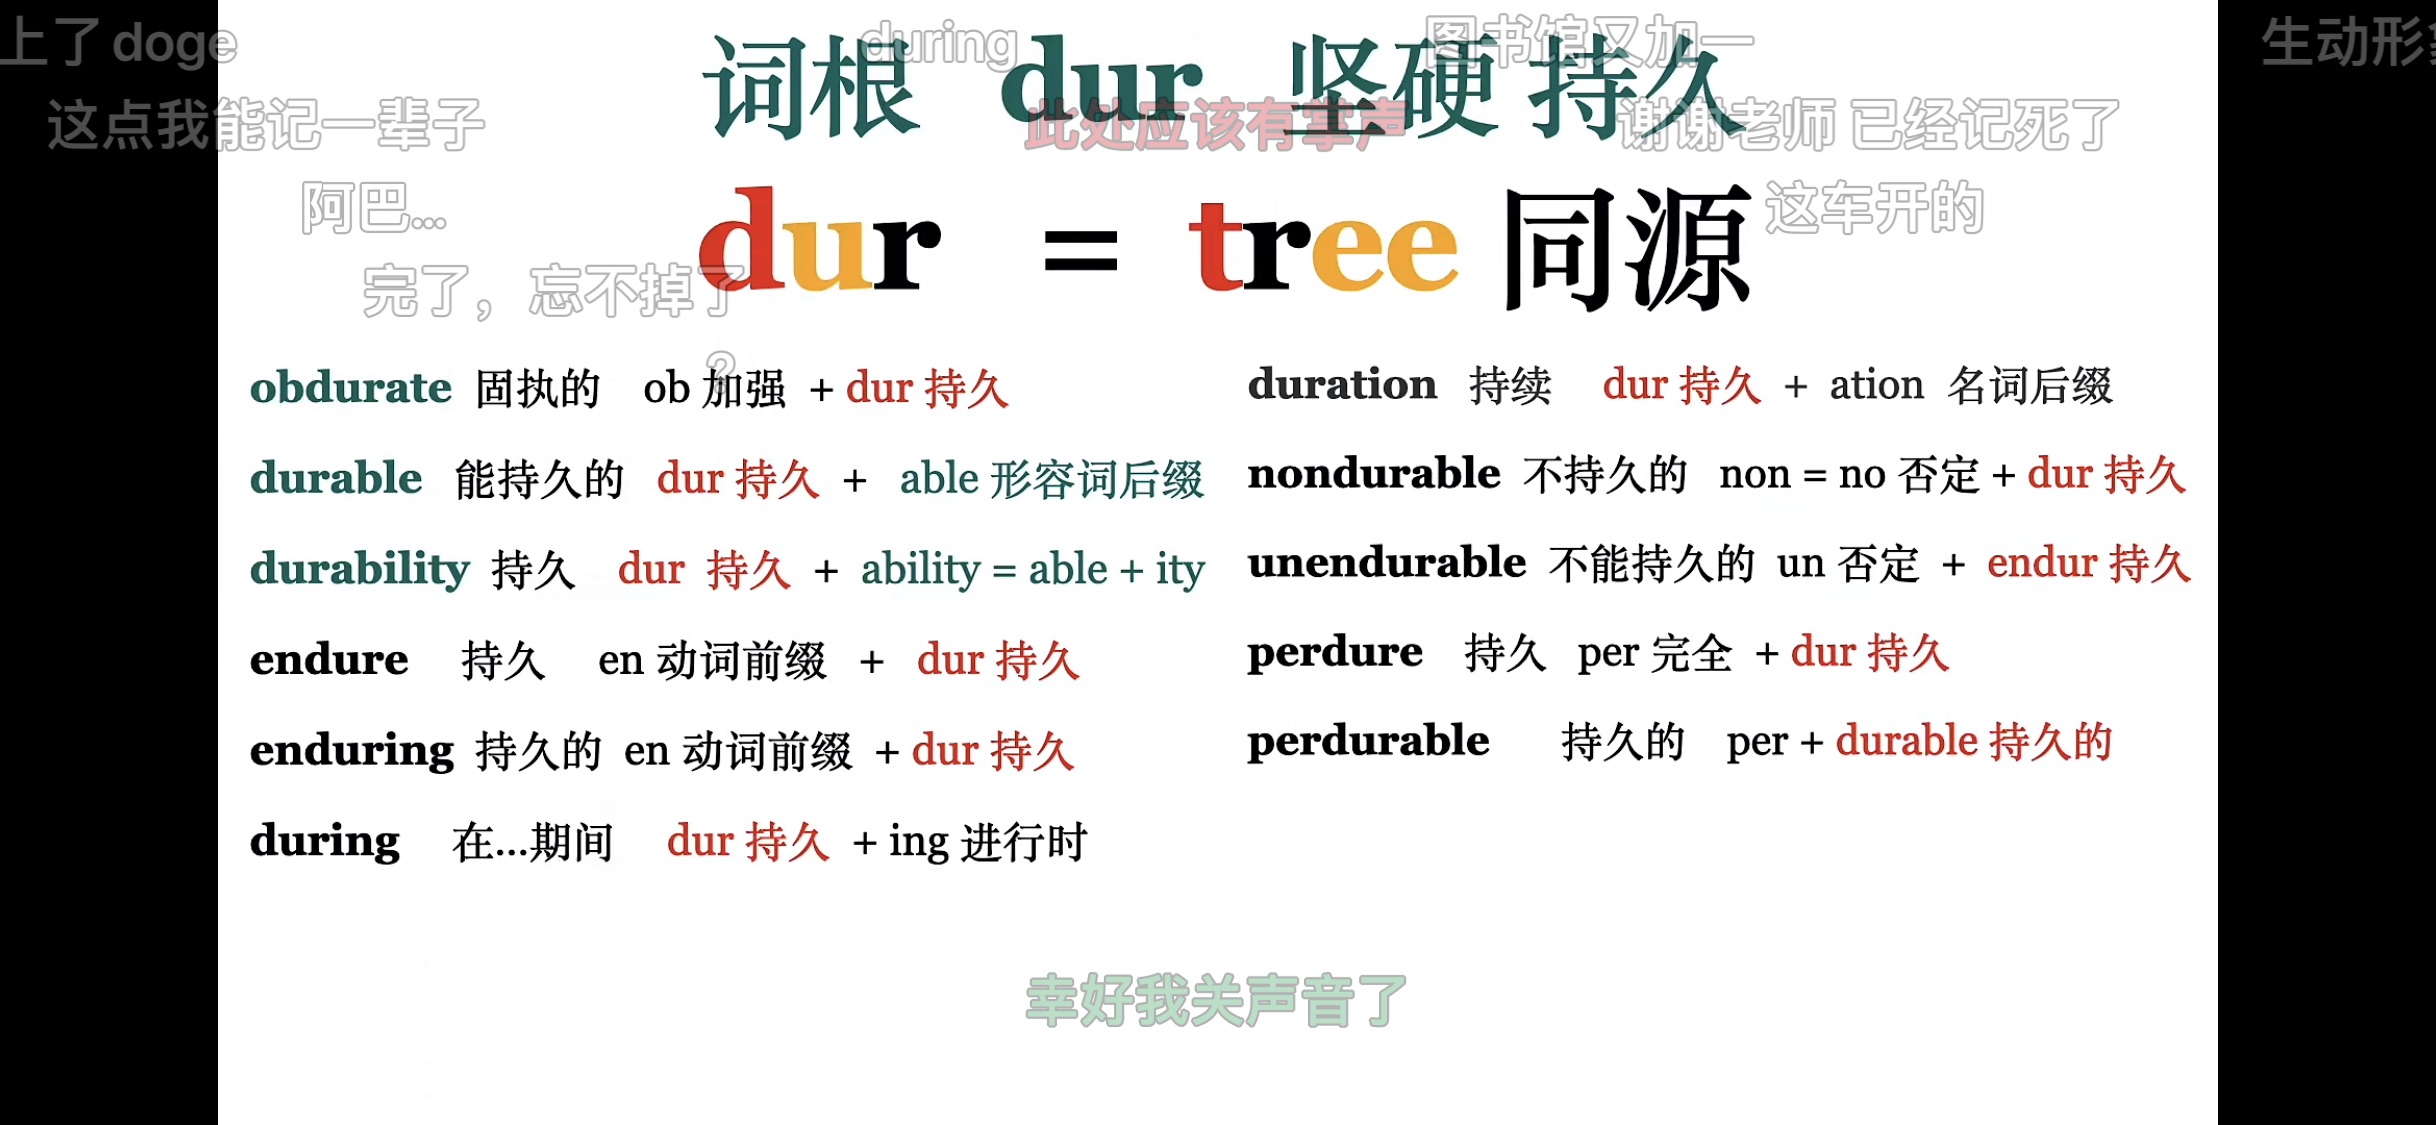 上了doge
during
图书馆又加一
生动形
词根 dur 坚硬 持久
这点我能记一辈子
此处应该有掌声
谢谢老师 已经记死了
阿巴...
dur = tree 同源
这车开的
完了，忘不掉了
?
obdurate 固执的 ob 加强 + dur 持久
durable 能持久的 dur 持久 + able 形容词后缀
durability 持久 dur 持久 + ability = able + ity
endure 持久 en 动词前缀 + dur 持久
enduring 持久的 en 动词前缀 + dur 持久
during 在...期间 dur 持久 + ing 进行时
duration 持续 dur 持久 + ation 名词后缀
nondurable 不持久的 non = no 否定 + dur 持久
unendurable 不能持久的 un 否定 + endur 持久
perdure 持久 per 完全 + dur 持久
perdurable 持久的 per + durable 持久的
幸好我关声音了